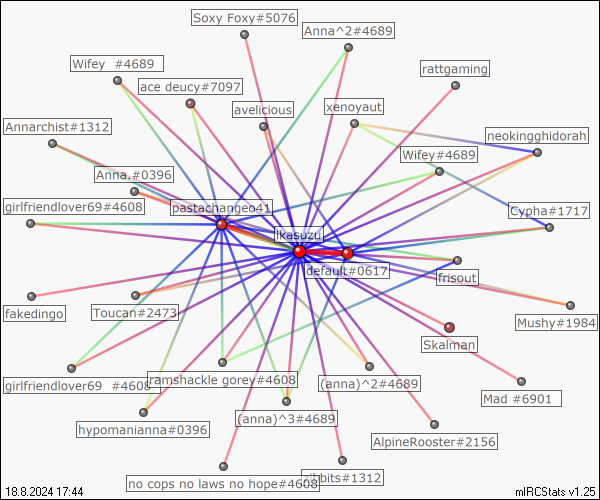 Soxy Foxy#5076
Anna^2#4689
Wifey  #4689
rattgaming
ace deucy#7097
avelicious
xenoyaut
Annarchist#1312
neokingghidorah
Wifey#4689
Anna.#0396
girlfriendlover69#4608
pastachangeo41
Cypha#1717
ikasuzu
default#0617
frisout
fakedingo
Toucan#2473
Mushy#1984
Skalman
girlfriendlover69  #4608
ramshackle gorey#4608
(anna)^2#4689
Mad #6901
(anna)^3#4689
hypomanianna#0396
AlpineRooster#2156
no cops no laws no hope#4608
#1312
18.8.2024 17:44
mIRCStats v1.25